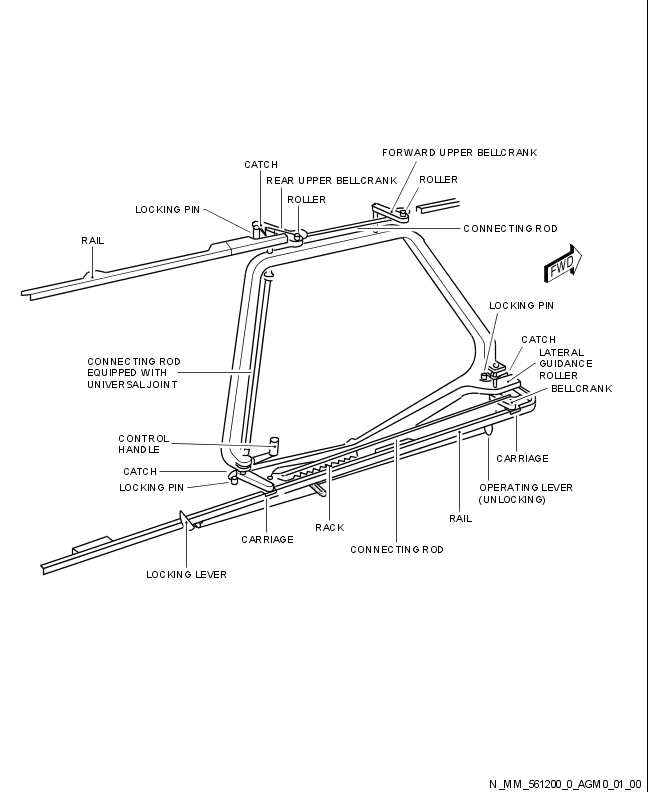 FORWARD UPPER BELLCRANK
CATCH
REAR UPPER BELLCRANK
ROLLER
ROLLER
LOCKING PIN
CONNECTING ROD
RAIL
FWD
LOCKING PIN
CATCH
LATERAL
GUIDANCE
ROLLER
BELLCRANK
CONNECTING ROD
EQUIPPED WITH
UNIVERSAL JOINT
CONTROL
HANDLE
CARRIAGE
CATCH
LOCKING PIN
OPERATING LEVER
(UNLOCKING)
RAIL
RACK
CARRIAGE
CONNECTING ROD
LOCKING LEVER
N_MM_561200_0_AGM0_01_00